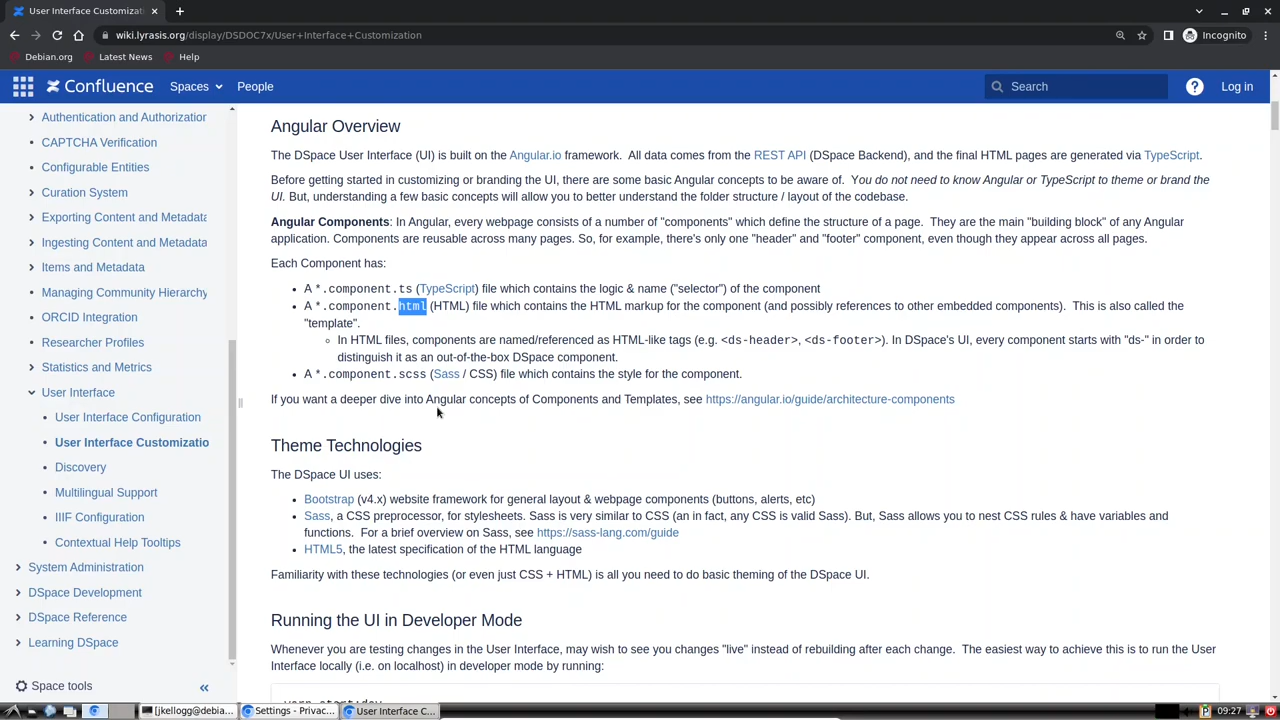 User Interface Customizati
wiki.lyrasis.org/display/DSDOC7x/User+Interface+Customization
Incognito
Debian.org
Latest News
Help
Confluence
Spaces
People
Search
Log in
Authentication and Authorization
CAPTCHA Verification
Configurable Entities
Curation System
Exporting Content and Metadata
Ingesting Content and Metadata
Items and Metadata
Managing Community Hierarchy
ORCID Integration
Researcher Profiles
Statistics and Metrics
User Interface
User Interface Configuration
User Interface Customizatio
Discovery
Multilingual Support
IIIF Configuration
Contextual Help Tooltips
System Administration
DSpace Development
DSpace Reference
Learning DSpace
Space tools
Angular Overview
The DSpace User Interface (UI) is built on the Angular.io framework. All data comes from the REST API (DSpace Backend), and the final HTML pages are generated via TypeScript.
Before getting started in customizing or branding the UI, there are some basic Angular concepts to be aware of. You do not need to know Angular or TypeScript to theme or brand the
UI. But, understanding a few basic concepts will allow you to better understand the folder structure / layout of the codebase.
Angular Components: In Angular, every webpage consists of a number of "components" which define the structure of a page. They are the main "building block" of any Angular
application. Components are reusable across many pages. So, for example, there's only one "header" and "footer" component, even though they appear across all pages.
Each Component has:
• A *.component.ts (TypeScript) file which contains the logic & name ("selector") of the component
• A *.component.html (HTML) file which contains the HTML markup for the component (and possibly references to other embedded components). This is also called the
"template".
◦ In HTML files, components are named/referenced as HTML-like tags (e.g. <ds-header>, <ds-footer>). In DSpace's UI, every component starts with "ds-" in order to
distinguish it as an out-of-the-box DSpace component.
• A *.component.scss (Sass / CSS) file which contains the style for the component.
If you want a deeper dive into Angular concepts of Components and Templates, see https://angular.io/guide/architecture-components
Theme Technologies
The DSpace UI uses:
• Bootstrap (v4.x) website framework for general layout & webpage components (buttons, alerts, etc)
• Sass, a CSS preprocessor, for stylesheets. Sass is very similar to CSS (an in fact, any CSS is valid Sass). But, Sass allows you to nest CSS rules & have variables and
functions. For a brief overview on Sass, see https://sass-lang.com/guide
• HTML5, the latest specification of the HTML language
Familiarity with these technologies (or even just CSS + HTML) is all you need to do basic theming of the DSpace UI.
Running the UI in Developer Mode
Whenever you are testing changes in the User Interface, may wish to see you changes "live" instead of rebuilding after each change. The easiest way to achieve this is to run the User
Interface locally (i.e. on localhost) in developer mode by running:
yarn start:dev
[jkellogg@debia...
Settings - Privac...
User Interface C...
09:27